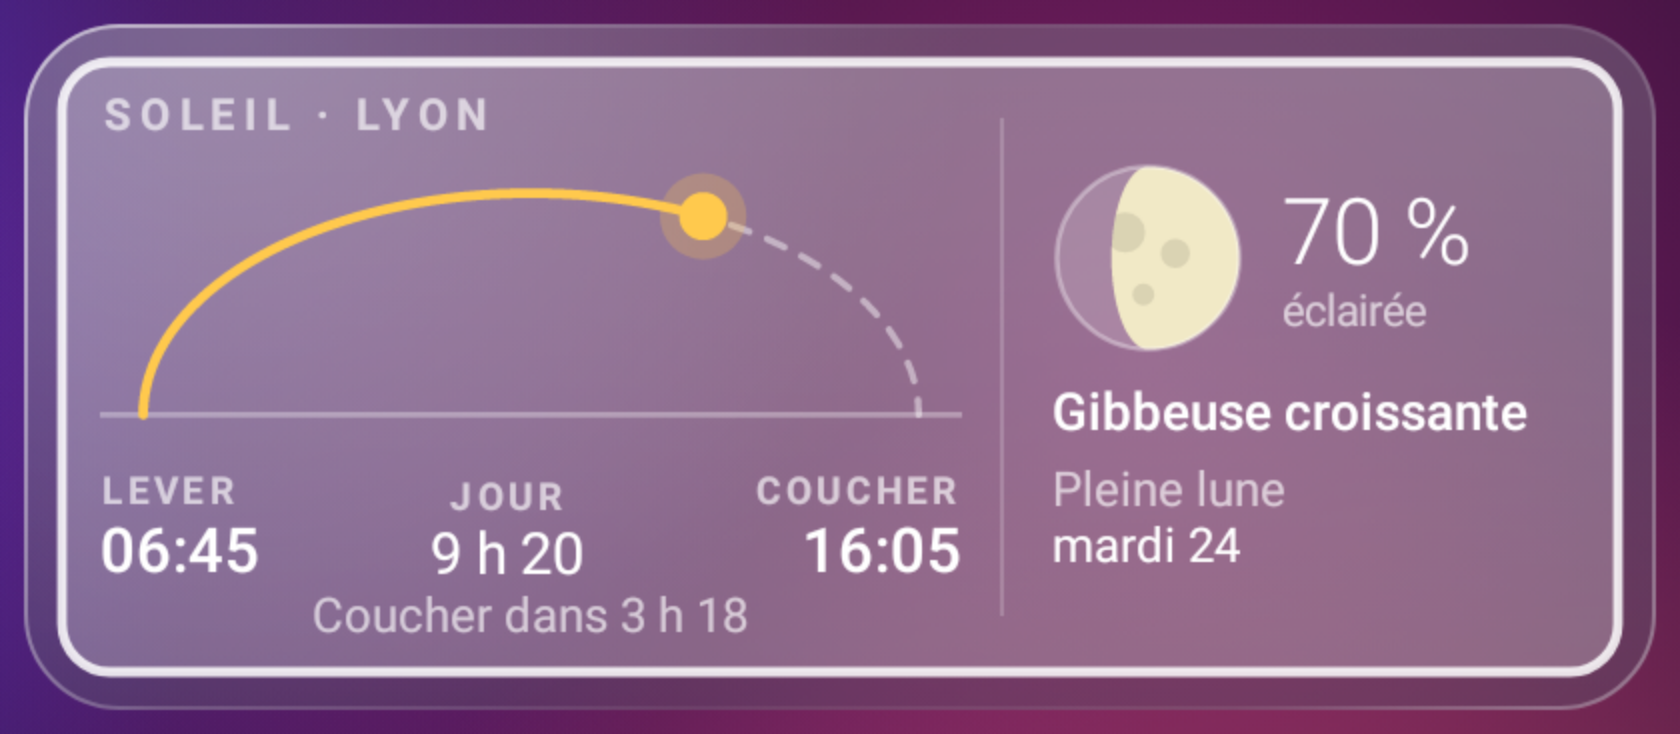 SOLEIL · LYON
LEVER
06:45
JOUR
9 h 20
COUCHER
16:05
Coucher dans 3 h 18
70 %
éclairée
Gibbeuse croissante
Pleine lune
mardi 24